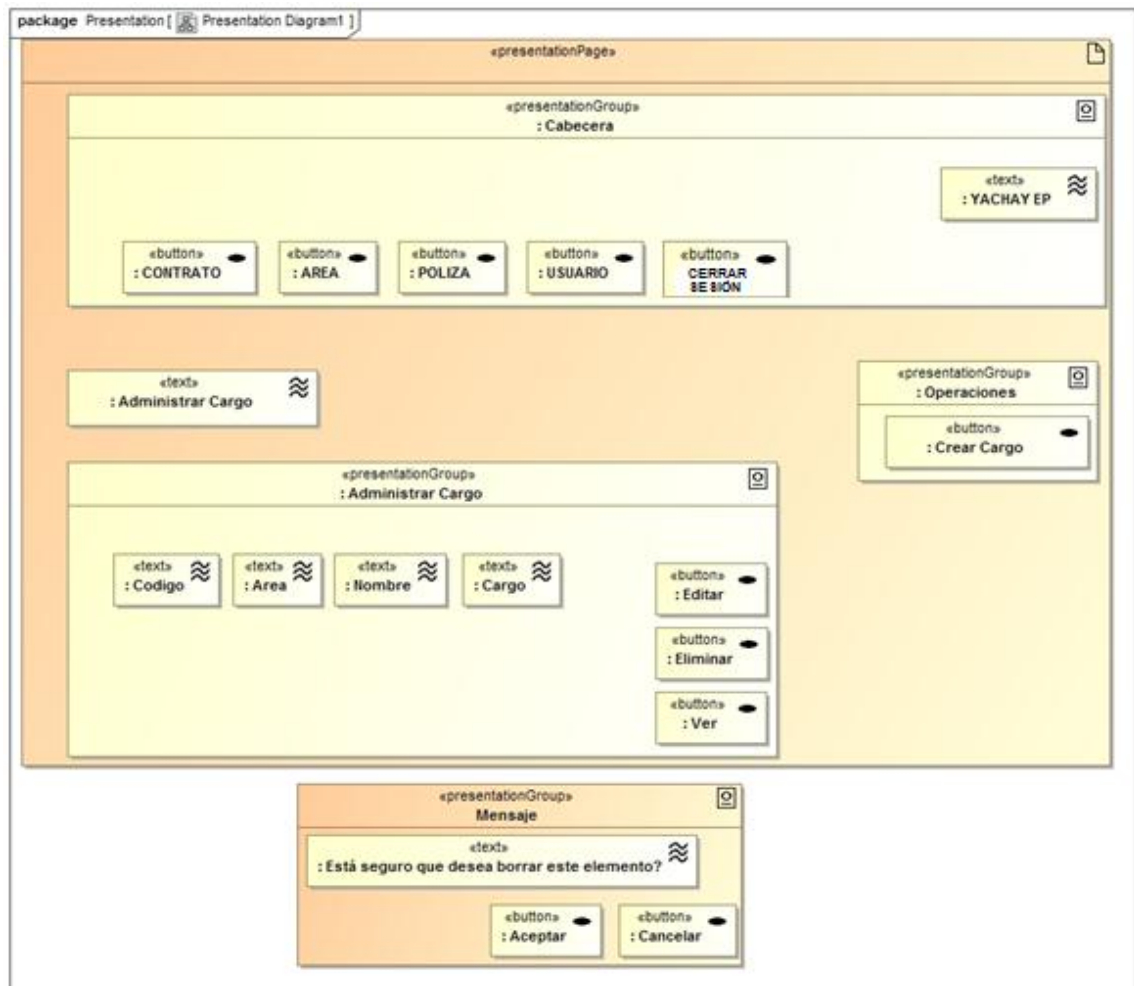 package Presentation [ Presentation Diagram1 ]
«presentationPage»
«presentationGroup»
: Cabecera
«text»
: YACHAY EP
«button»
: CONTRATO
«button»
: AREA
«button»
: POLIZA
«button»
: USUARIO
«button»
CERRAR
SESIÓN
«text»
: Administrar Cargo
«presentationGroup»
: Operaciones
«button»
: Crear Cargo
«presentationGroup»
: Administrar Cargo
«text»
: Codigo
«text»
: Area
«text»
: Nombre
«text»
: Cargo
«button»
: Editar
«button»
: Eliminar
«button»
: Ver
«presentationGroup»
Mensaje
«text»
: Está seguro que desea borrar este elemento?
«button»
: Aceptar
«button»
: Cancelar